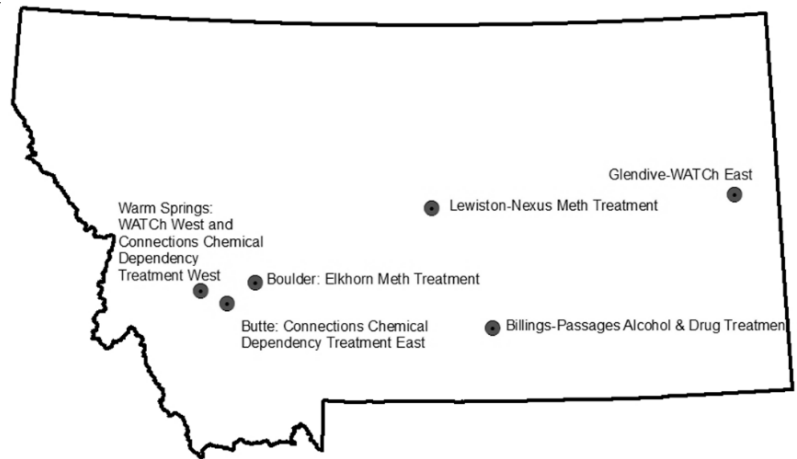 Glendive-WATCh East
Lewiston-Nexus Meth Treatment
Warm Springs:
WATCh West and
Connections Chemical
Dependency
Treatment West
Boulder: Elkhorn Meth Treatment
Butte: Connections Chemical
Dependency Treatment East
Billings-Passages Alcohol & Drug Treatmen